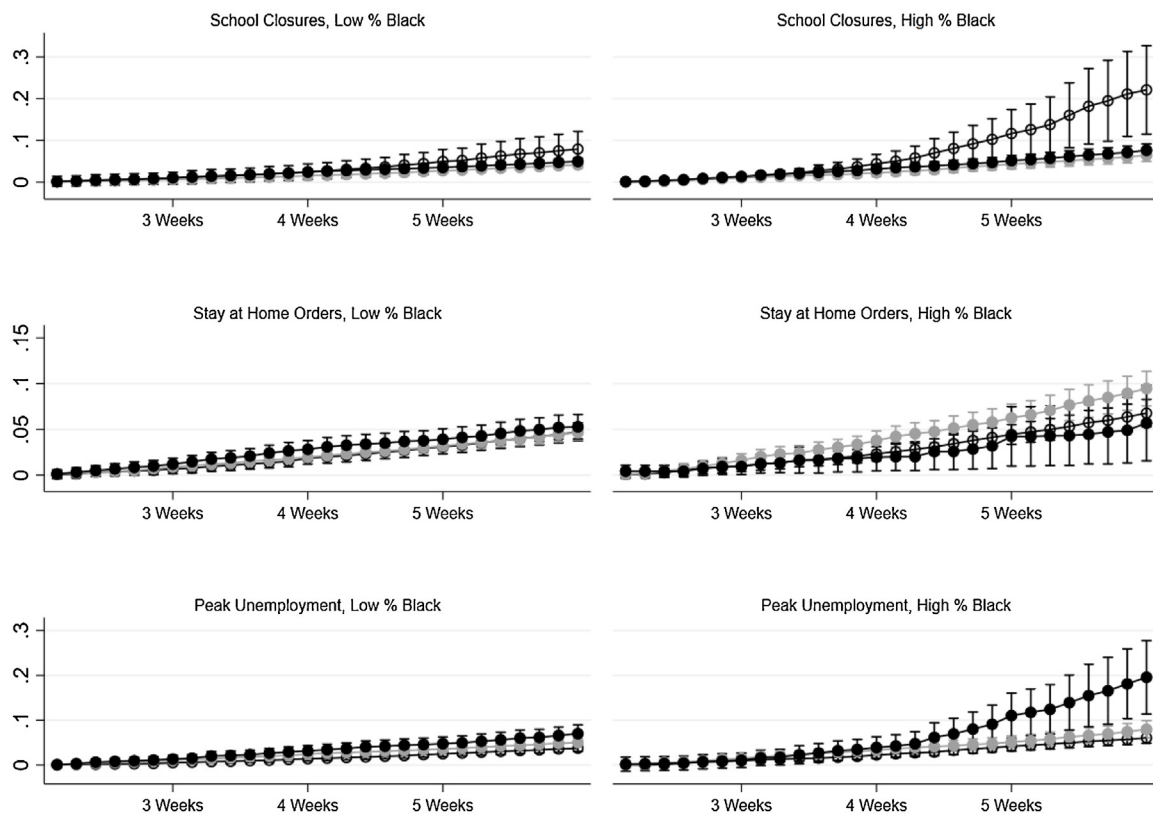 School Closures, Low % Black
School Closures, High % Black
.3
.2
.1
0
3 Weeks
4 Weeks
5 Weeks
3 Weeks
4 Weeks
5 Weeks
Stay at Home Orders, Low % Black
Stay at Home Orders, High % Black
.15
.1
.05
0
3 Weeks
4 Weeks
5 Weeks
3 Weeks
4 Weeks
5 Weeks
Peak Unemployment, Low % Black
Peak Unemployment, High % Black
.3
.2
.1
0
3 Weeks
4 Weeks
5 Weeks
3 Weeks
4 Weeks
5 Weeks